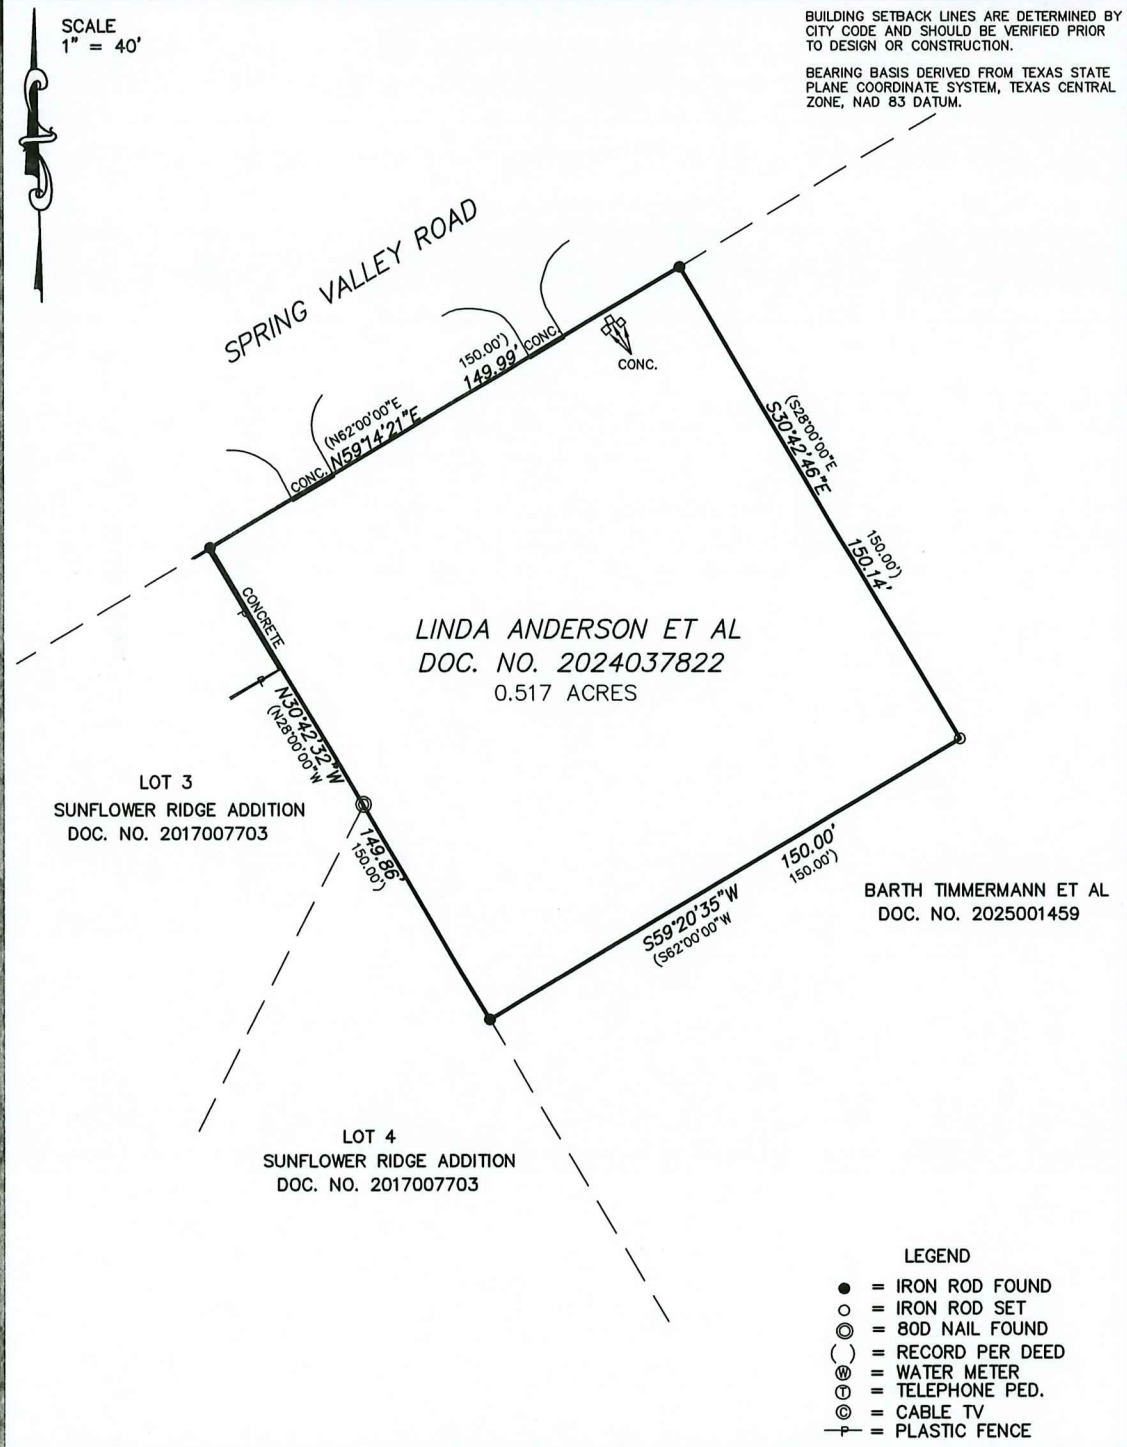 SCALE
1" = 40'
BUILDING SETBACK LINES ARE DETERMINED BY
CITY CODE AND SHOULD BE VERIFIED PRIOR
TO DESIGN OR CONSTRUCTION.
BEARING BASIS DERIVED FROM TEXAS STATE
PLANE COORDINATE SYSTEM, TEXAS CENTRAL
ZONE, NAD 83 DATUM.
SPRING VALLEY ROAD
(N62°00'00"E
150.00')
N59°14'21"E
149.99'
CONC.
CONC.
CONC.
(S28°00'00"E
150.00')
S30°42'46"E
150.14'
CONCRETE
P
P
LINDA ANDERSON ET AL
DOC. NO. 2024037822
0.517 ACRES
N30°42'32"W
149.86'
(N28°00'00"W
150.00')
LOT 3
SUNFLOWER RIDGE ADDITION
DOC. NO. 2017007703
S59°20'35"W
150.00'
(S62°00'00"W
150.00')
BARTH TIMMERMANN ET AL
DOC. NO. 2025001459
LOT 4
SUNFLOWER RIDGE ADDITION
DOC. NO. 2017007703
LEGEND
● = IRON ROD FOUND
○ = IRON ROD SET
◎ = 80D NAIL FOUND
( ) = RECORD PER DEED
Ⓦ = WATER METER
Ⓣ = TELEPHONE PED.
Ⓒ = CABLE TV
—P— = PLASTIC FENCE